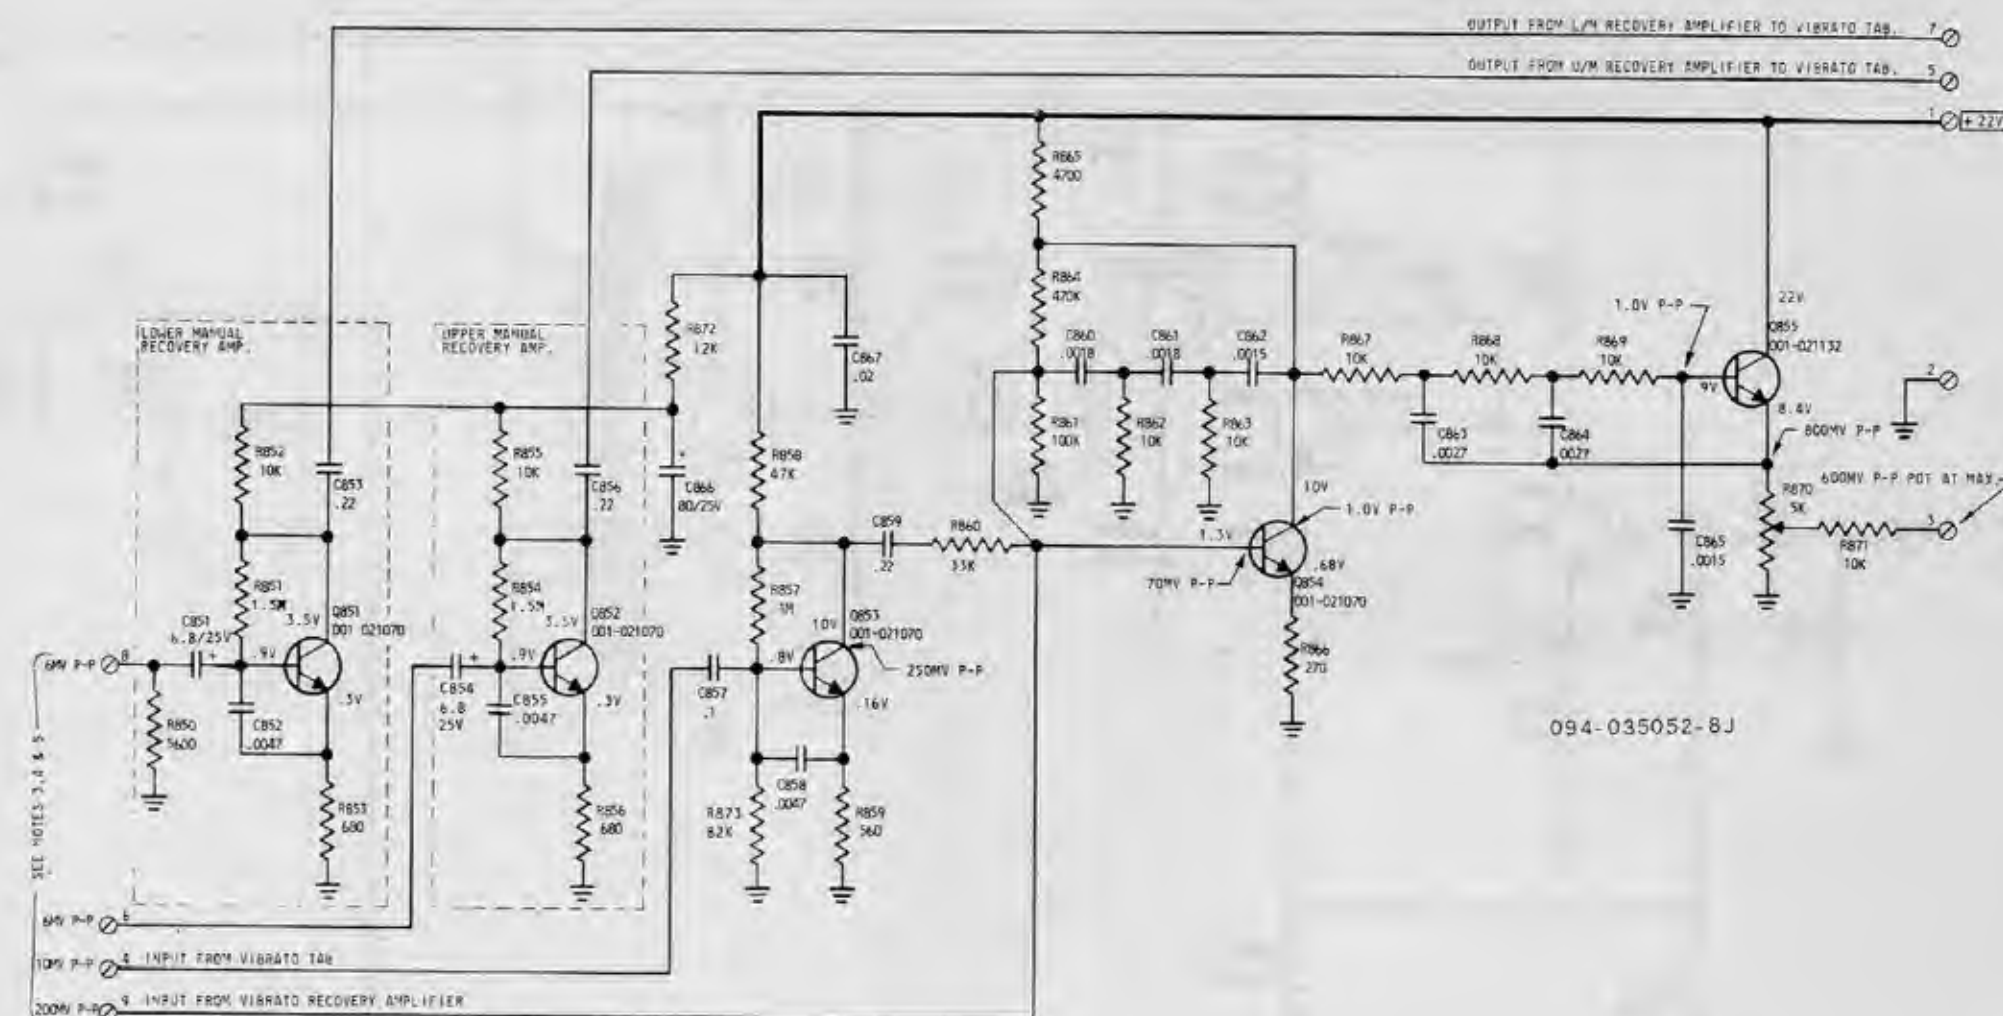 OUTPUT FROM L/M RECOVERY AMPLIFIER TO VIBRATO TAB. 7
OUTPUT FROM U/M RECOVERY AMPLIFIER TO VIBRATO TAB. 5
1 +22V
R865
4700
LOWER MANUAL
RECOVERY AMP.
UPPER MANUAL
RECOVERY AMP.
R872
12K
C867
.02
R864
470K
C860
.0018
C861
.0018
C862
.0015
R867
10K
R868
10K
R869
10K
1.0V P-P
22V
Q855
001-021132
9V
8.4V
2
R852
10K
C853
.22
R855
10K
C856
.22
C866
80/25V
R858
47K
R861
100K
R862
10K
R863
10K
C863
.0027
C864
.0027
800MV P-P
600MV P-P POT AT MAX.
R870
5K
3
R871
10K
C865
.0015
C859
.22
R860
33K
10V
1.0V P-P
1.3V
.68V
70MV P-P
Q854
001-021070
R866
270
R851
1.5M
C851
6.8/25V
3.5V
Q851
001 021070
.9V
.3V
R854
1.5M
3.5V
Q852
001-021070
.9V
.3V
R857
1M
10V
Q853
001-021070
.8V
250MV P-P
.16V
6MV P-P 8
R850
5600
C852
.0047
C854
6.8
25V
C855
.0047
C857
.1
R853
680
R856
680
R873
82K
C858
.0047
R859
560
094-035052-8J
SEE NOTES 3,4 & 5
6MV P-P 6
10MV P-P 4 INPUT FROM VIBRATO TAB
200MV P-P 9 INPUT FROM VIBRATO RECOVERY AMPLIFIER